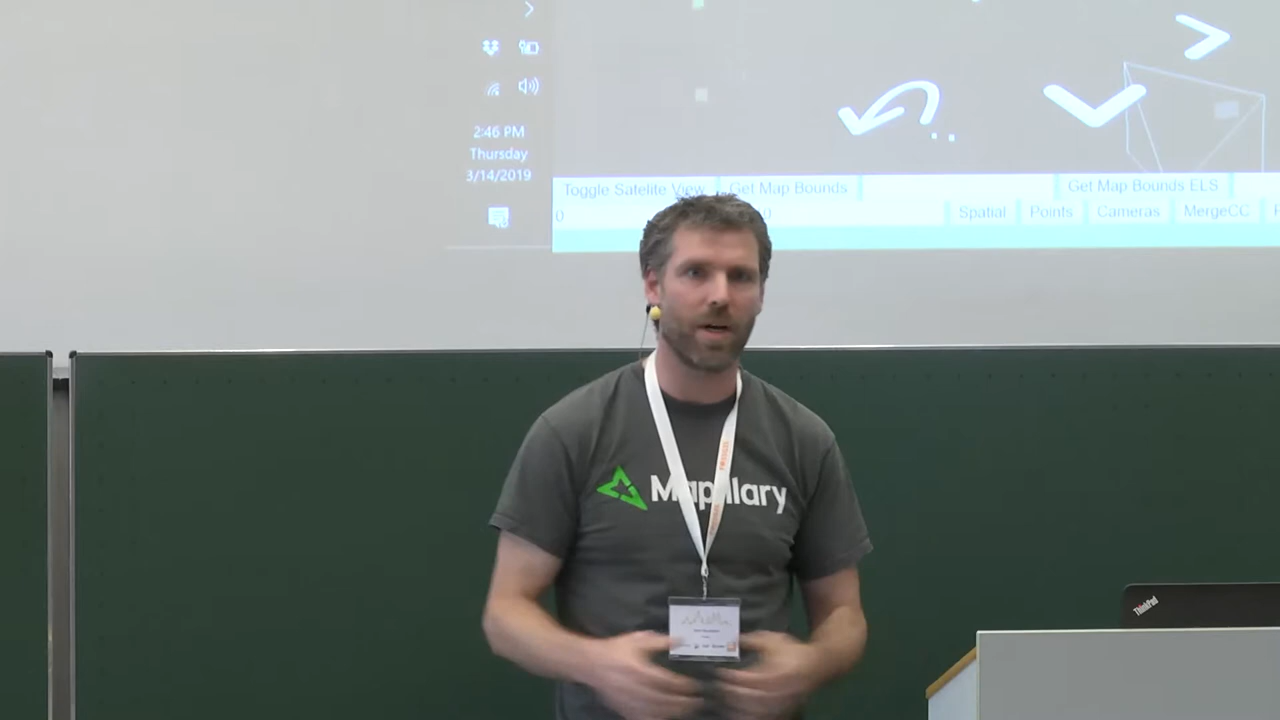 2:46 PM
Thursday
3/14/2019
Toggle Satelite View
Get Map Bounds
Get Map Bounds ELS
0
Spatial
Points
Cameras
MergeCC
Mapillary
ThinkPad